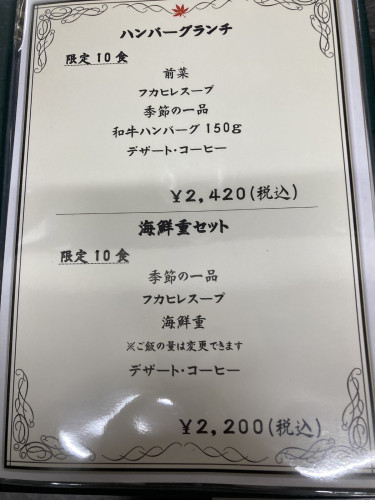 ハンバーグランチ
限定10食
前菜
フカヒレスープ
季節の一品
和牛ハンバーグ150g
デザート・コーヒー
¥2,420(税込)
海鮮重セット
限定10食
季節の一品
フカヒレスープ
海鮮重
※ご飯の量は変更できます
デザート・コーヒー
¥2,200(税込)